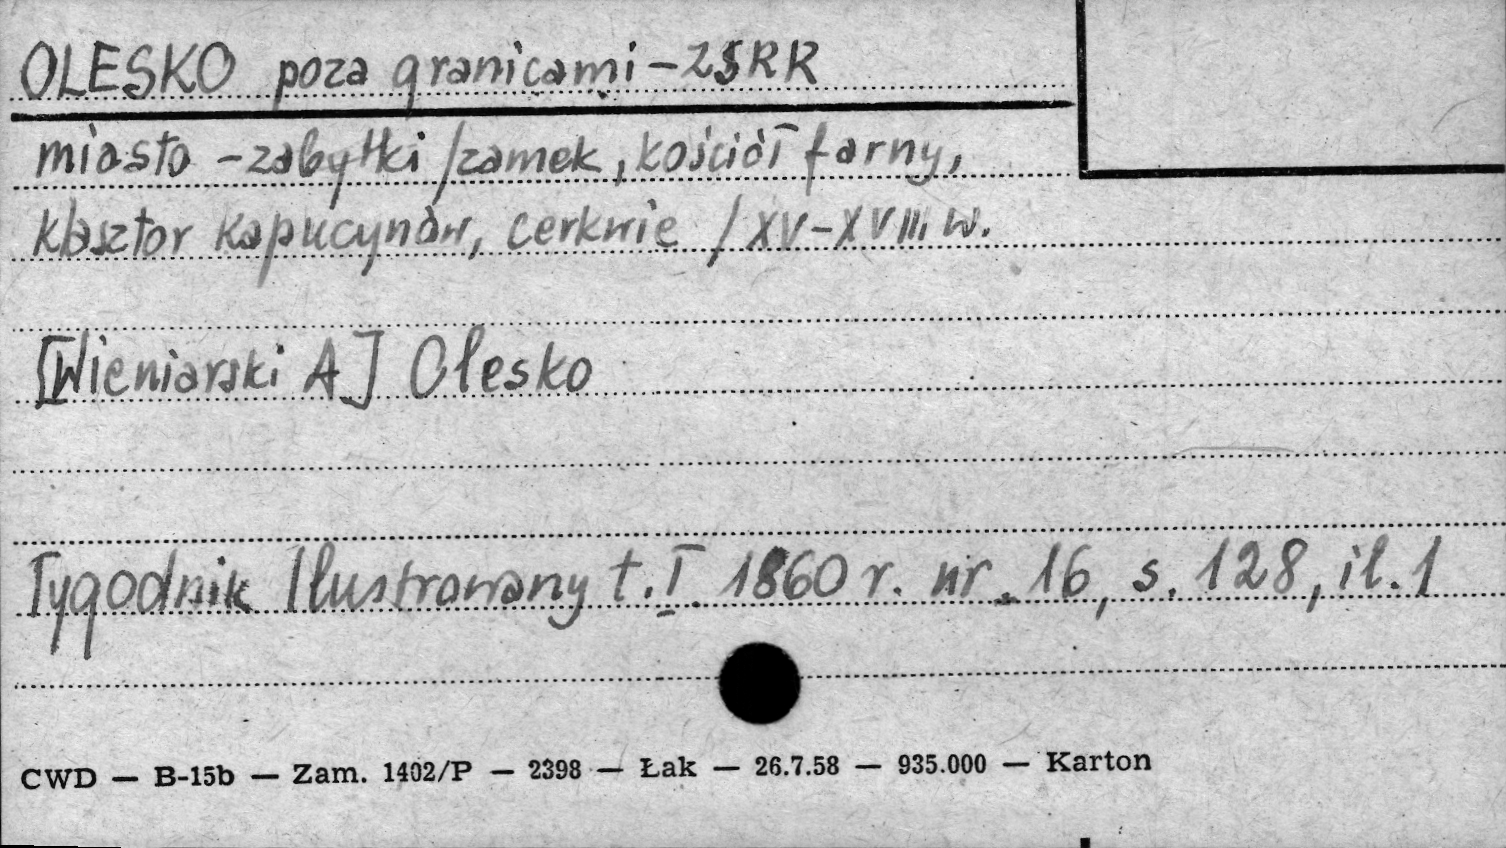 OLESKO poza granicami - ZSRR
miasto - zabytki /zamek, kościół farny,
klasztor kapucynów, cerkwie / XV-XVIII w.
[Wieniarski A] Olesko
Tygodnik Ilustrowany t. I. 1860 r. nr. 16, s. 128, il. 1
CWD — B-15b — Zam. 1402/P — 2398 — Łak — 26.7.58 — 935.000 — Karton